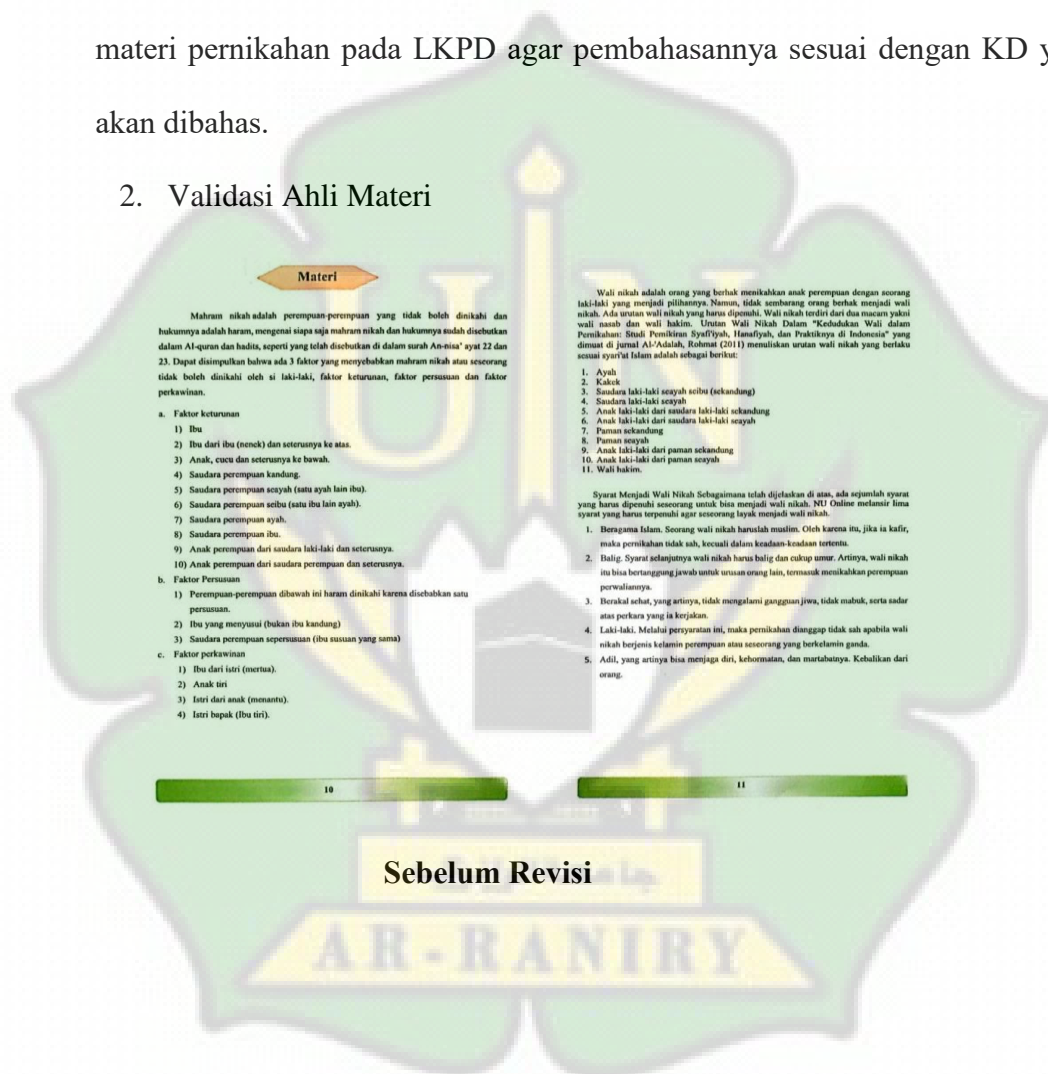 materi pernikahan pada LKPD agar pembahasannya sesuai dengan KD y
akan dibahas.
2. Validasi Ahli Materi
Materi
Mahram nikah adalah perempuan-perempuan yang tidak boleh dinikahi dan
hukumnya adalah haram, mengenai siapa saja mahram nikah dan hukumnya sudah disebutkan
dalam Al-quran dan hadits, seperti yang telah disebutkan di dalam surah An-nisa' ayat 22 dan
23. Dapat disimpulkan bahwa ada 3 faktor yang menyebabkan mahram nikah atau seseorang
tidak boleh dinikahi oleh si laki-laki, faktor keturunan, faktor persusuan dan faktor
perkawinan.
a. Faktor keturunan
1) Ibu
2) Ibu dari ibu (nenek) dan seterusnya ke atas.
3) Anak, cucu dan seterusnya ke bawah.
4) Saudara perempuan kandung.
5) Saudara perempuan seayah (satu ayah lain ibu).
6) Saudara perempuan seibu (satu ibu lain ayah).
7) Saudara perempuan ayah.
8) Saudara perempuan ibu.
9) Anak perempuan dari saudara laki-laki dan seterusnya.
10) Anak perempuan dari saudara perempuan dan seterusnya.
b. Faktor Persusuan
1) Perempuan-perempuan dibawah ini haram dinikahi karena disebabkan satu
persusuan.
2) Ibu yang menyusui (bukan ibu kandung)
3) Saudara perempuan sepersusuan (ibu susuan yang sama)
c. Faktor perkawinan
1) Ibu dari istri (mertua).
2) Anak tiri
3) Istri dari anak (menantu).
4) Istri bapak (Ibu tiri).
10
Wali nikah adalah orang yang berhak menikahkan anak perempuan dengan seorang
laki-laki yang menjadi pilihannya. Namun, tidak sembarang orang berhak menjadi wali
nikah. Ada urutan wali nikah yang harus dipenuhi. Wali nikah terdiri dari dua macam yakni
wali nasab dan wali hakim. Urutan Wali Nikah Dalam "Kedudukan Wali dalam
Pernikahan: Studi Pemikiran Syafi'iyah, Hanafiyah, dan Praktiknya di Indonesia" yang
dimuat di jurnal Al-'Adalah, Rohmat (2011) menuliskan urutan wali nikah yang berlaku
sesuai syari'at Islam adalah sebagai berikut:
1. Ayah
2. Kakek
3. Saudara laki-laki seayah seibu (sekandung)
4. Saudara laki-laki seayah
5. Anak laki-laki dari saudara laki-laki sekandung
6. Anak laki-laki dari saudara laki-laki seayah
7. Paman sekandung
8. Paman seayah
9. Anak laki-laki dari paman sekandung
10. Anak laki-laki dari paman seayah
11. Wali hakim.
Syarat Menjadi Wali Nikah Sebagaimana telah dijelaskan di atas, ada sejumlah syarat
yang harus dipenuhi seseorang untuk bisa menjadi wali nikah. NU Online melansir lima
syarat yang harus terpenuhi agar seseorang layak menjadi wali nikah.
1. Beragama Islam. Seorang wali nikah haruslah muslim. Oleh karena itu, jika ia kafir,
maka pernikahan tidak sah, kecuali dalam keadaan-keadaan tertentu.
2. Balig. Syarat selanjutnya wali nikah harus balig dan cukup umur. Artinya, wali nikah
itu bisa bertanggung jawab untuk urusan orang lain, termasuk menikahkan perempuan
perwaliannya.
3. Berakal sehat, yang artinya, tidak mengalami gangguan jiwa, tidak mabuk, serta sadar
atas perkara yang ia kerjakan.
4. Laki-laki. Melalui persyaratan ini, maka pernikahan dianggap tidak sah apabila wali
nikah berjenis kelamin perempuan atau seseorang yang berkelamin ganda.
5. Adil, yang artinya bisa menjaga diri, kehormatan, dan martabatnya. Kebalikan dari
orang.
11
Sebelum Revisi
UIN
AR-RANIRY